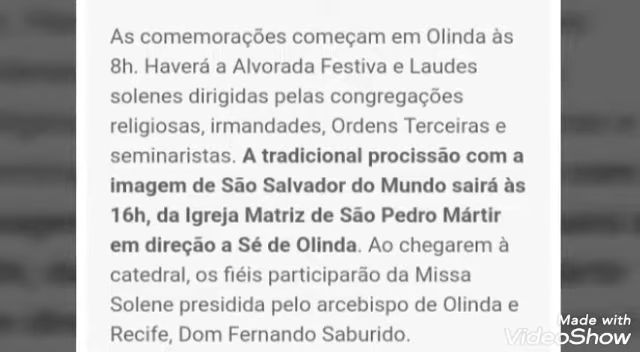 As comemorações começam em Olinda às
8h. Haverá a Alvorada Festiva e Laudes
solenes dirigidas pelas congregações
religiosas, irmandades, Ordens Terceiras e
seminaristas. A tradicional procissão com a
imagem de São Salvador do Mundo sairá às
16h, da Igreja Matriz de São Pedro Mártir
em direção a Sé de Olinda. Ao chegarem à
catedral, os fiéis participarão da Missa
Solene presidida pelo arcebispo de Olinda e
Recife, Dom Fernando Saburido.
Made with
VideoShow